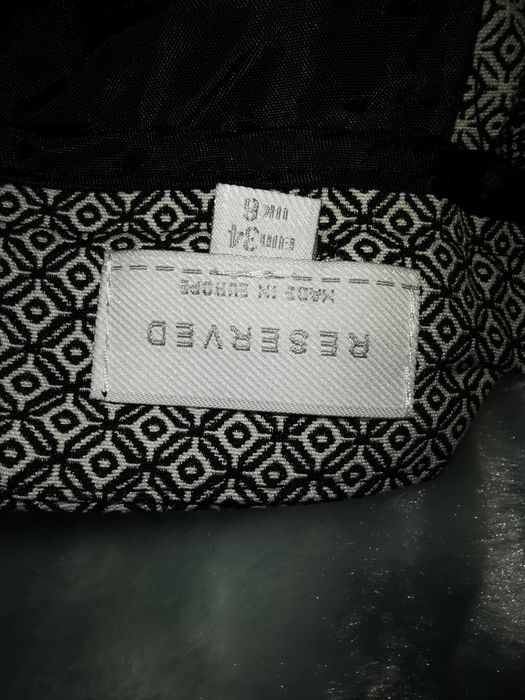 RESERVED
MADE IN EUROPE
EUR 34
UK 6